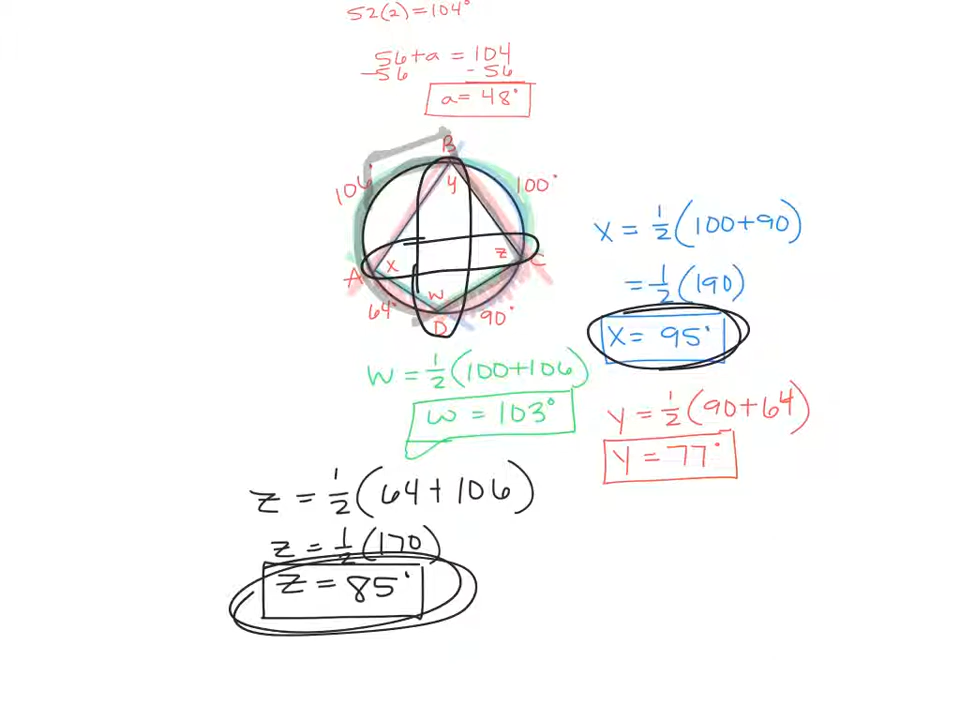 52(2)=104°
56+a = 104
-56 -56
a= 48°
B
106°
y
100°
z
C
A
x
w
64°
D
90°
x = 1/2(100+90)
= 1/2(190)
x= 95°
w = 1/2(100+106)
w = 103°
y = 1/2(90+64)
y = 77°
z = 1/2(64+106)
z = 1/2(170)
z = 85°